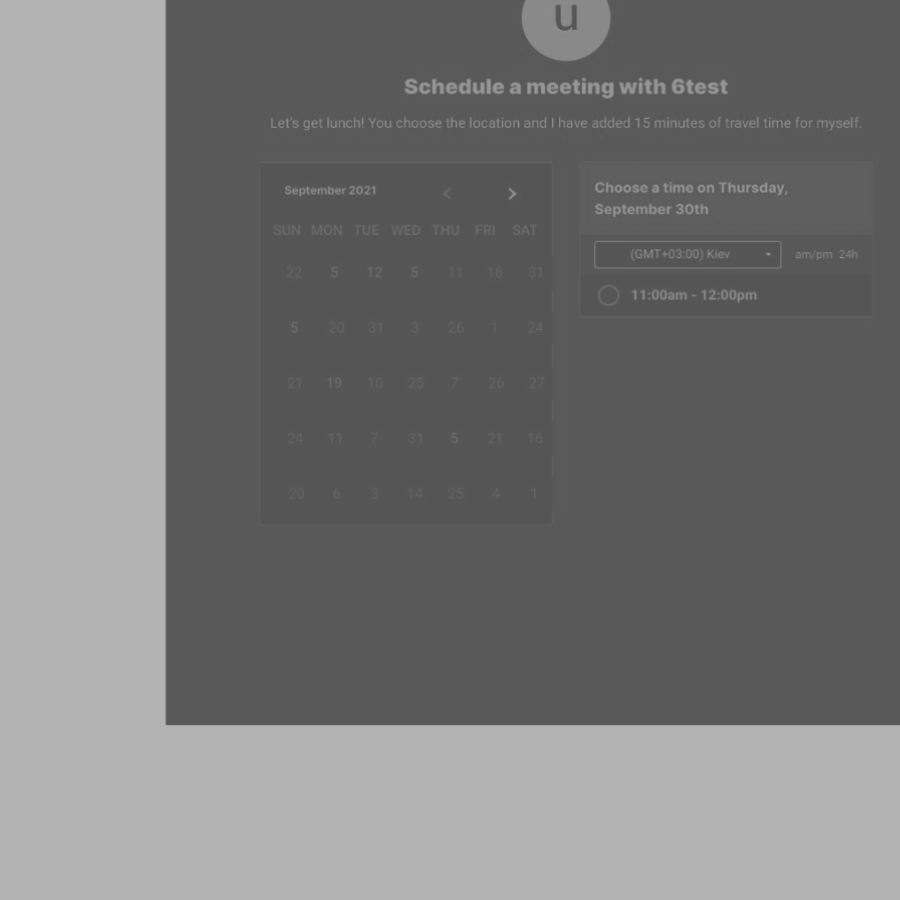 u
Schedule a meeting with 6test
Let's get lunch! You choose the location and I have added 15 minutes of travel time for myself.
September 2021
SUN MON TUE WED THU FRI SAT
22 5 12 5 11 16 31
5 20 31 3 26 1 24
21 19 10 25 7 26 27
24 11 7 31 5 21 16
20 6 3 14 25 4 1
Choose a time on Thursday,
September 30th
(GMT+03:00) Kiev am/pm 24h
11:00am - 12:00pm